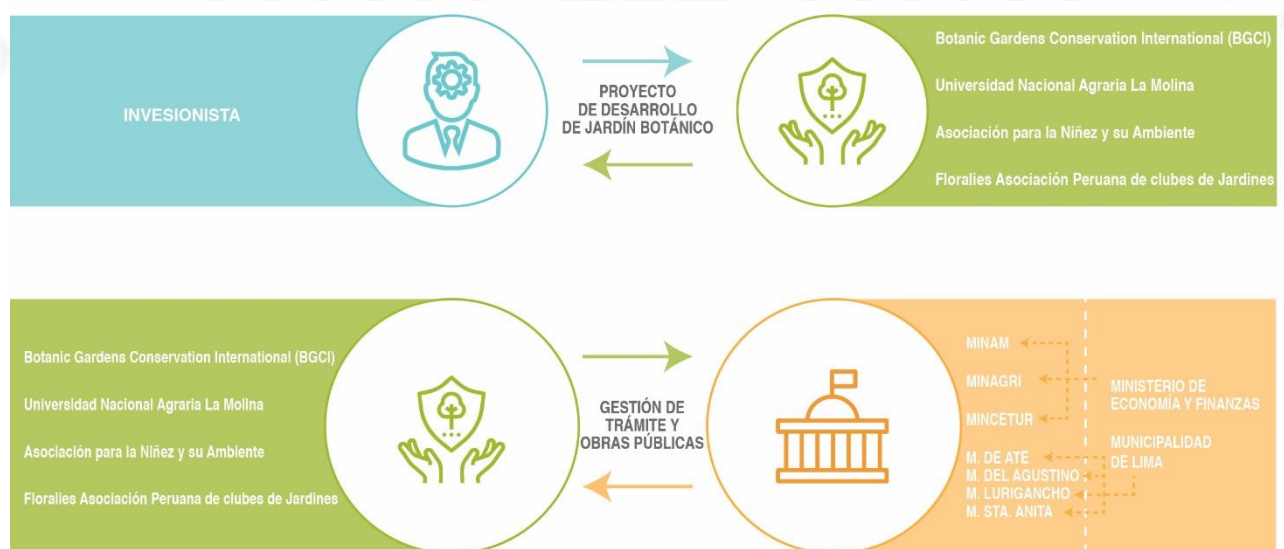 INVESIONISTA
PROYECTO
DE DESARROLLO
DE JARDÍN BOTÁNICO
Botanic Gardens Conservation International (BGCI)
Universidad Nacional Agraria La Molina
Asociación para la Niñez y su Ambiente
Floralies Asociación Peruana de clubes de Jardines
Botanic Gardens Conservation International (BGCI)
Universidad Nacional Agraria La Molina
Asociación para la Niñez y su Ambiente
Floralies Asociación Peruana de clubes de Jardines
GESTIÓN DE
TRÁMITE Y
OBRAS PÚBLICAS
MINAM
MINAGRI
MINCETUR
M. DE ATE
M. DEL AGUSTINO
M. LURIGANCHO
M. STA. ANITA
MINISTERIO DE
ECONOMÍA Y FINANZAS
MUNICIPALIDAD
DE LIMA